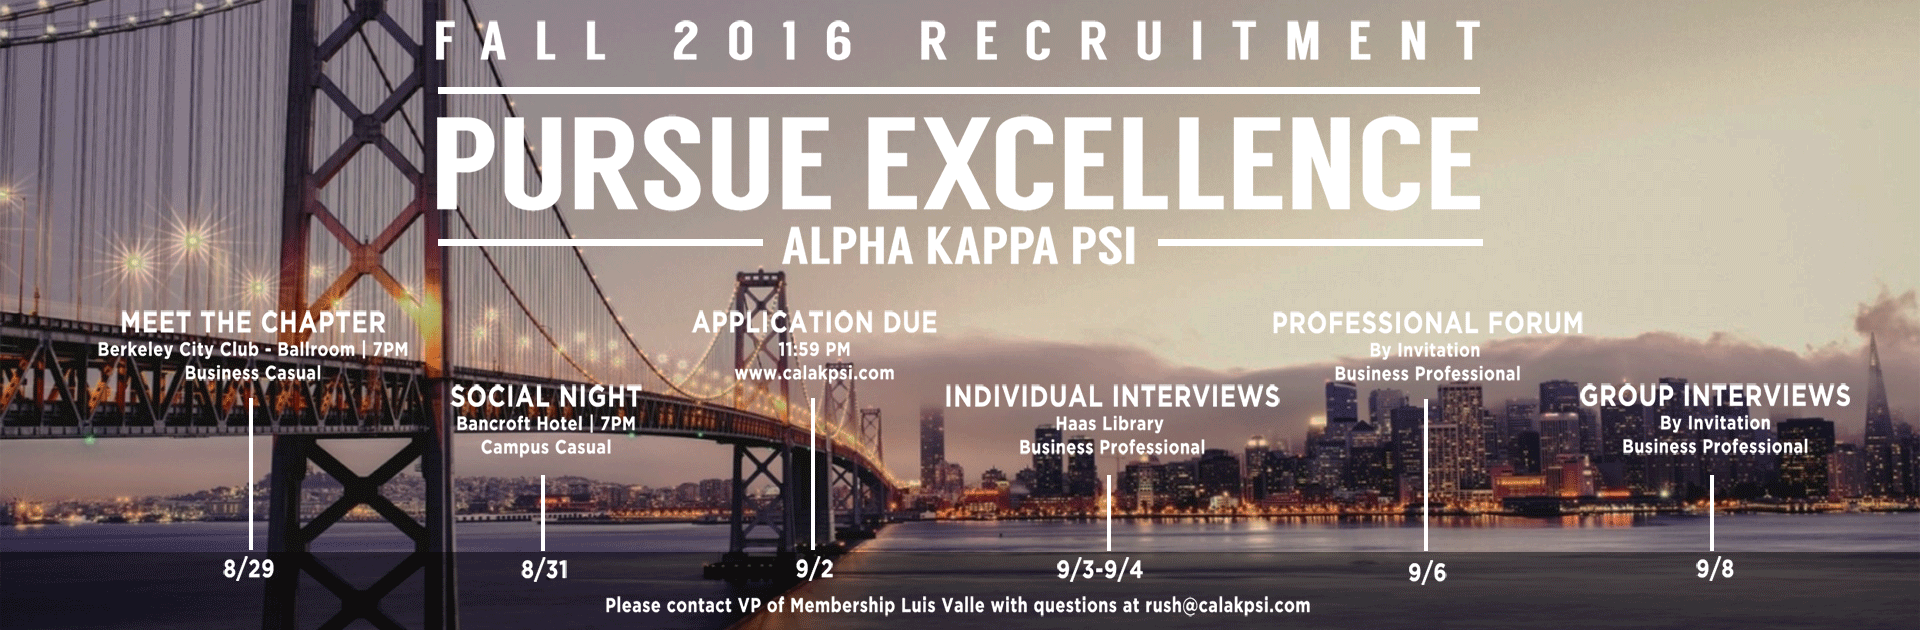 FALL 2016 RECRUITMENT
PURSUE EXCELLENCE
ALPHA KAPPA PSI
MEET THE CHAPTER
Berkeley City Club - Ballroom | 7PM
Business Casual
8/29
SOCIAL NIGHT
Bancroft Hotel | 7PM
Campus Casual
8/31
APPLICATION DUE
11:59 PM
www.calakpsi.com
9/2
INDIVIDUAL INTERVIEWS
Haas Library
Business Professional
9/3-9/4
PROFESSIONAL FORUM
By Invitation
Business Professional
9/6
GROUP INTERVIEWS
By Invitation
Business Professional
9/8
Please contact VP of Membership Luis Valle with questions at rush@calakpsi.com